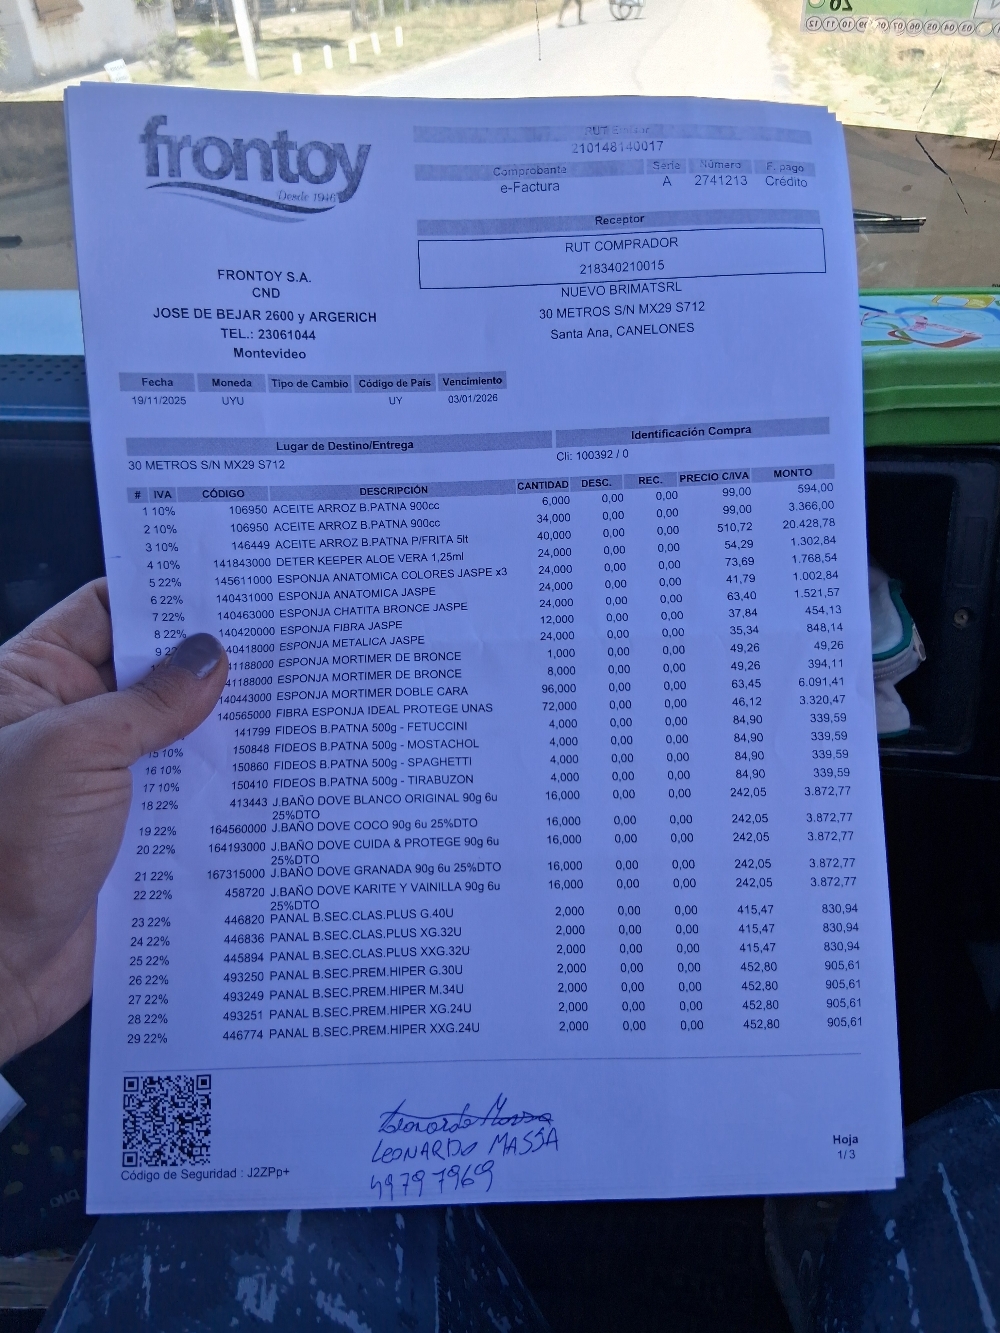 frontoy
Desde 1946
RUT Emisor
210148140017
Comprobante Serie Número F. pago
e-Factura A 2741213 Crédito
Receptor
RUT COMPRADOR
218340210015
NUEVO BRIMATSRL
30 METROS S/N MX29 S712
Santa Ana, CANELONES
FRONTOY S.A.
CND
JOSE DE BEJAR 2600 y ARGERICH
TEL.: 23061044
Montevideo
Fecha Moneda Tipo de Cambio Código de País Vencimiento
19/11/2025 UYU UY 03/01/2026
Lugar de Destino/Entrega Identificación Compra
30 METROS S/N MX29 S712 Cli: 100392 / 0
# IVA CÓDIGO DESCRIPCIÓN CANTIDAD DESC. REC. PRECIO C/IVA MONTO
1 10% 106950 ACEITE ARROZ B.PATNA 900cc 6,000 0,00 0,00 99,00 594,00
2 10% 106950 ACEITE ARROZ B.PATNA 900cc 34,000 0,00 0,00 99,00 3.366,00
3 10% 146449 ACEITE ARROZ B.PATNA P/FRITA 5lt 40,000 0,00 0,00 510,72 20.428,78
4 10% 141843000 DETER KEEPER ALOE VERA 1,25ml 24,000 0,00 0,00 54,29 1.302,84
5 22% 145611000 ESPONJA ANATOMICA COLORES JASPE x3 24,000 0,00 0,00 73,69 1.768,54
6 22% 140431000 ESPONJA ANATOMICA JASPE 24,000 0,00 0,00 41,79 1.002,84
7 22% 140463000 ESPONJA CHATITA BRONCE JASPE 24,000 0,00 0,00 63,40 1.521,57
8 22% 140420000 ESPONJA FIBRA JASPE 12,000 0,00 0,00 37,84 454,13
9 22 40418000 ESPONJA METALICA JASPE 24,000 0,00 0,00 35,34 848,14
41188000 ESPONJA MORTIMER DE BRONCE 1,000 0,00 0,00 49,26 49,26
41188000 ESPONJA MORTIMER DE BRONCE 8,000 0,00 0,00 49,26 394,11
140443000 ESPONJA MORTIMER DOBLE CARA 96,000 0,00 0,00 63,45 6.091,41
140565000 FIBRA ESPONJA IDEAL PROTEGE UNAS 72,000 0,00 0,00 46,12 3.320,47
141799 FIDEOS B.PATNA 500g - FETUCCINI 4,000 0,00 0,00 84,90 339,59
15 10% 150848 FIDEOS B.PATNA 500g - MOSTACHOL 4,000 0,00 0,00 84,90 339,59
16 10% 150860 FIDEOS B.PATNA 500g - SPAGHETTI 4,000 0,00 0,00 84,90 339,59
17 10% 150410 FIDEOS B.PATNA 500g - TIRABUZON 4,000 0,00 0,00 84,90 339,59
18 22% 413443 J.BAÑO DOVE BLANCO ORIGINAL 90g 6u 16,000 0,00 0,00 242,05 3.872,77
25%DTO
19 22% 164560000 J.BAÑO DOVE COCO 90g 6u 25%DTO 16,000 0,00 0,00 242,05 3.872,77
20 22% 164193000 J.BAÑO DOVE CUIDA & PROTEGE 90g 6u 16,000 0,00 0,00 242,05 3.872,77
25%DTO
21 22% 167315000 J.BAÑO DOVE GRANADA 90g 6u 25%DTO 16,000 0,00 0,00 242,05 3.872,77
22 22% 458720 J.BAÑO DOVE KARITE Y VAINILLA 90g 6u 16,000 0,00 0,00 242,05 3.872,77
25%DTO
23 22% 446820 PANAL B.SEC.CLAS.PLUS G.40U 2,000 0,00 0,00 415,47 830,94
24 22% 446836 PANAL B.SEC.CLAS.PLUS XG.32U 2,000 0,00 0,00 415,47 830,94
25 22% 445894 PANAL B.SEC.CLAS.PLUS XXG.32U 2,000 0,00 0,00 415,47 830,94
26 22% 493250 PANAL B.SEC.PREM.HIPER G.30U 2,000 0,00 0,00 452,80 905,61
27 22% 493249 PANAL B.SEC.PREM.HIPER M.34U 2,000 0,00 0,00 452,80 905,61
28 22% 493251 PANAL B.SEC.PREM.HIPER XG.24U 2,000 0,00 0,00 452,80 905,61
29 22% 446774 PANAL B.SEC.PREM.HIPER XXG.24U 2,000 0,00 0,00 452,80 905,61
Código de Seguridad : J2ZPp+
Leonardo Massa
LEONARDO MASSA
49797969
Hoja
1/3